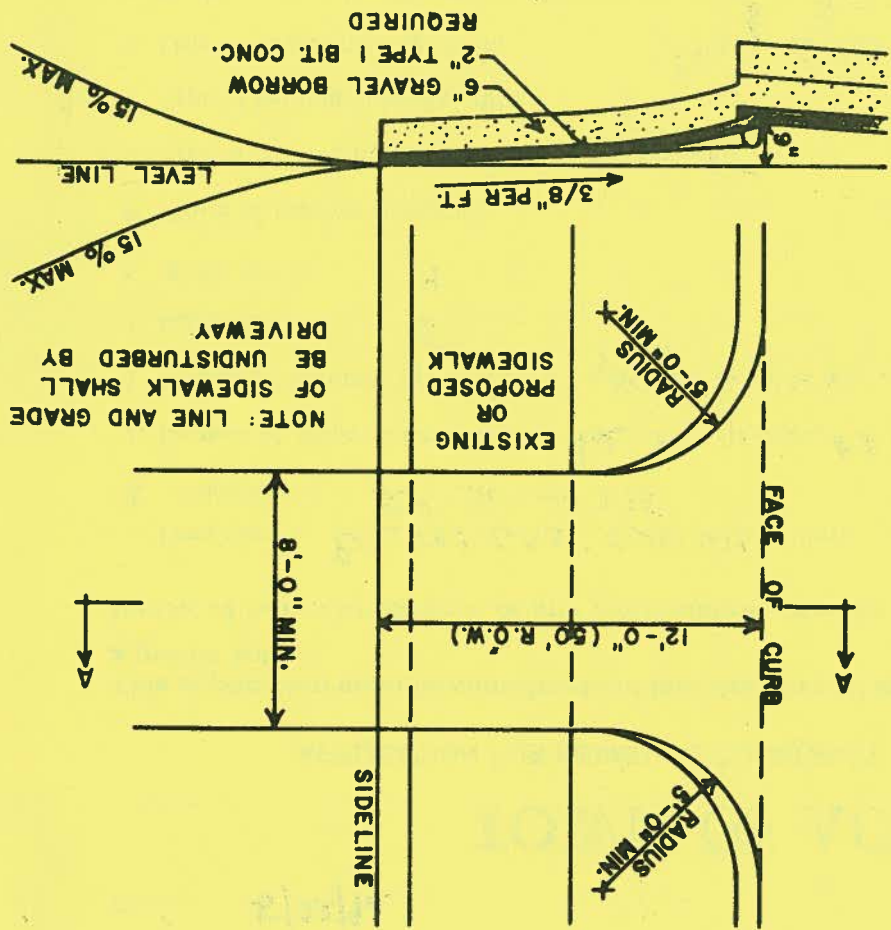 RADIUS
5'-0" MIN.
SIDELINE
A
A
8'-0" MIN.
12'-0" (50' R.O.W.)
FACE OF CURB
EXISTING
OR
PROPOSED
SIDEWALK
RADIUS
5'-0" MIN.
NOTE: LINE AND GRADE
OF SIDEWALK SHALL
BE UNDISTURBED BY
DRIVEWAY
15% MAX.
3/8" PER FT.
LEVEL LINE
6"
15% MAX.
6" GRAVEL BORROW
2" TYPE I BIT. CONC.
REQUIRED